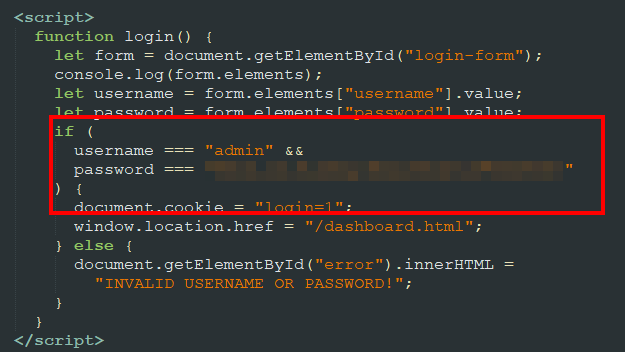 <script>
function login() {
let form = document.getElementById("login-form");
console.log(form.elements);
let username = form.elements["username"].value;
let password = form.elements["password"].value;
if (
username === "admin" &&
password === "
) {
document.cookie = "login=1";
window.location.href = "/dashboard.html";
} else {
document.getElementById("error").innerHTML =
"INVALID USERNAME OR PASSWORD!";
}
}
</script>